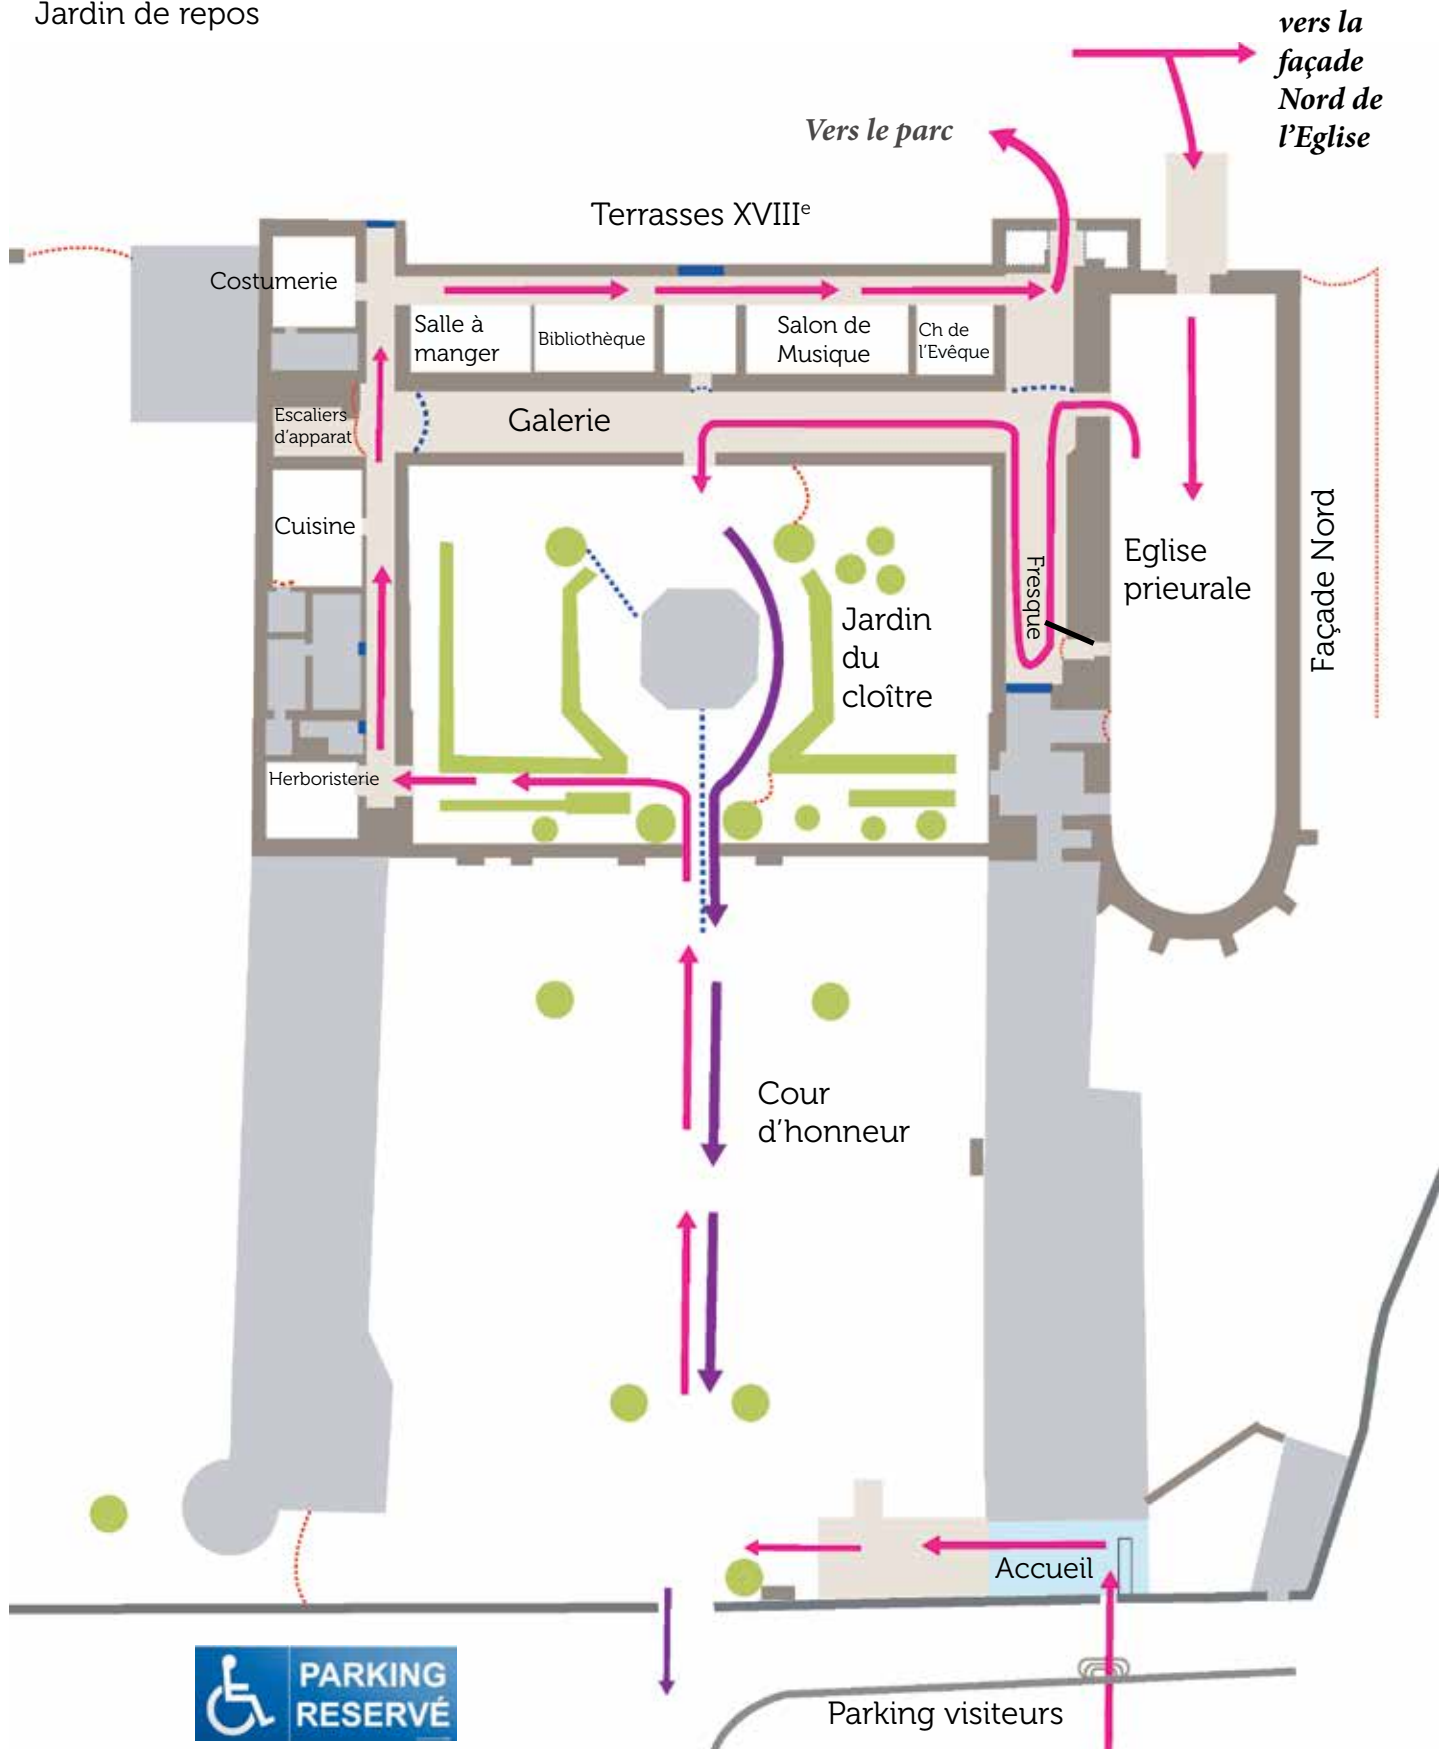 Jardin de repos
vers la
façade
Nord de
l'Eglise
Vers le parc
Terrasses XVIIIe
Costumerie
Salle à
manger
Bibliothèque
Salon de
Musique
Ch de
l'Evêque
Escaliers
d'apparat
Galerie
Cuisine
Fresque
Eglise
prieurale
Façade Nord
Jardin
du
cloître
Herboristerie
Cour
d'honneur
Accueil
PARKING
RESERVÉ
Parking visiteurs